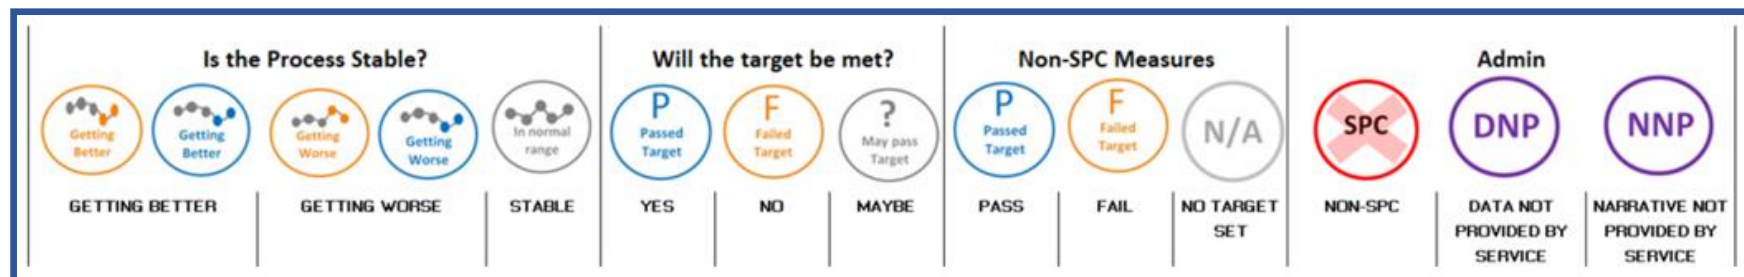 Is the Process Stable?
Getting
Better
Getting
Better
Getting
Worse
Getting
Worse
In normal
range
GETTING BETTER
GETTING WORSE
STABLE
Will the target be met?
P
Passed
Target
F
Failed
Target
?
May pass
Target
YES
NO
MAYBE
Non-SPC Measures
P
Passed
Target
F
Failed
Target
N/A
PASS
FAIL
NO TARGET
SET
Admin
SPC
DNP
NNP
NON-SPC
DATA NOT
PROVIDED BY
SERVICE
NARRATIVE NOT
PROVIDED BY
SERVICE